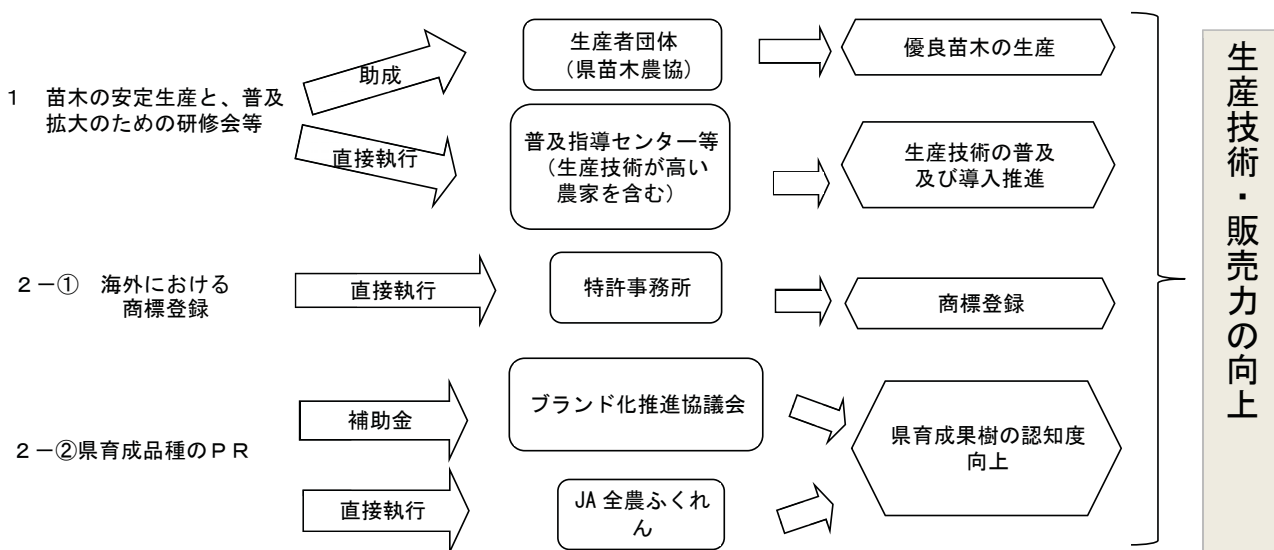 1　苗木の安定生産と、普及
拡大のための研修会等
助成
直接執行
生産者団体
（県苗木農協）
優良苗木の生産
普及指導センター等
（生産技術が高い
農家を含む）
生産技術の普及
及び導入推進
2－①　海外における
商標登録
直接執行
特許事務所
商標登録
2－②県育成品種のＰＲ
補助金
直接執行
ブランド化推進協議会
JA 全農ふくれ
ん
県育成果樹の認知度
向上
生産技術・販売力の向上